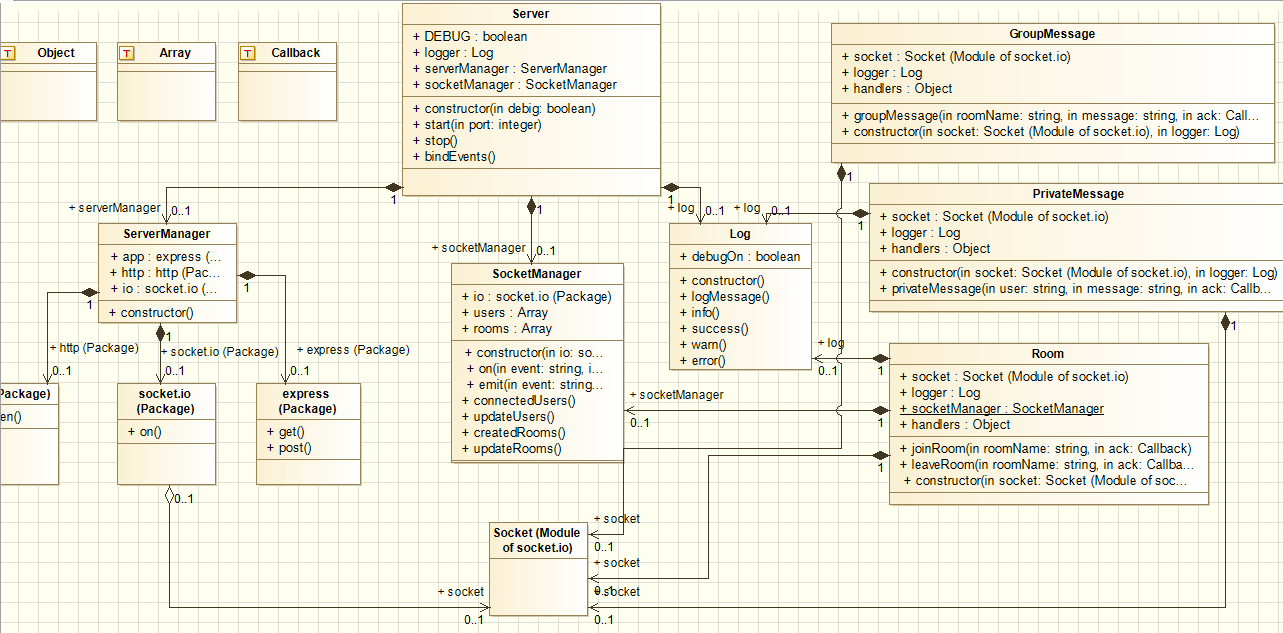 T Object
T Array
T Callback
Server
+ DEBUG : boolean
+ logger : Log
+ serverManager : ServerManager
+ socketManager : SocketManager
+ constructor(in debig: boolean)
+ start(in port: integer)
+ stop()
+ bindEvents()
GroupMessage
+ socket : Socket (Module of socket.io)
+ logger : Log
+ handlers : Object
+ groupMessage(in roomName: string, in message: string, in ack: Call...
+ constructor(in socket: Socket (Module of socket.io), in logger: Log)
1
PrivateMessage
+ socket : Socket (Module of socket.io)
+ logger : Log
+ handlers : Object
+ constructor(in socket: Socket (Module of socket.io), in logger: Log)
+ privateMessage(in user: string, in message: string, in ack: Callb...
1
1
1
1
1
+ serverManager
0..1
+ socketManager
0..1
+ log
0..1
+ log
0..1
ServerManager
+ app : express (...
+ http : http (Pac...
+ io : socket.io (...
+ constructor()
1
1
1
+ http (Package)
0..1
+ socket.io (Package)
0..1
+ express (Package)
0..1
SocketManager
+ io : socket.io (Package)
+ users : Array
+ rooms : Array
+ constructor(in io: so...
+ on(in event: string, i...
+ emit(in event: string...
+ connectedUsers()
+ updateUsers()
+ createdRooms()
+ updateRooms()
Log
+ debugOn : boolean
+ constructor()
+ logMessage()
+ info()
+ success()
+ warn()
+ error()
+ log
0..1
1
+ socketManager
0..1
1
1
Room
+ socket : Socket (Module of socket.io)
+ logger : Log
+ socketManager : SocketManager
+ handlers : Object
+ joinRoom(in roomName: string, in ack: Callback)
+ leaveRoom(in roomName: string, in ack: Callba...
+ constructor(in socket: Socket (Module of soc...
Package)
en()
socket.io
(Package)
+ on()
0..1
express
(Package)
+ get()
+ post()
Socket (Module
of socket.io)
+ socket
0..1
+ socket
0..1
+ socket
0..1
+ socket
0..1